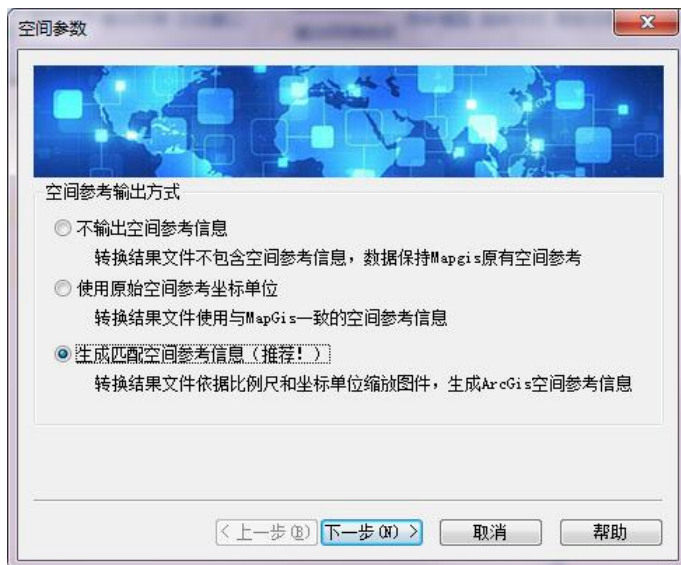 空间参数
空间参考输出方式
不输出空间参考信息
转换结果文件不包含空间参考信息，数据保持Mapgis原有空间参考
使用原始空间参考坐标单位
转换结果文件使用与MapGis一致的空间参考信息
生成匹配空间参考信息（推荐！）
转换结果文件依据比例尺和坐标单位缩放图件，生成ArcGis空间参考信息
<上一步(B) 下一步(N) > 取消 帮助